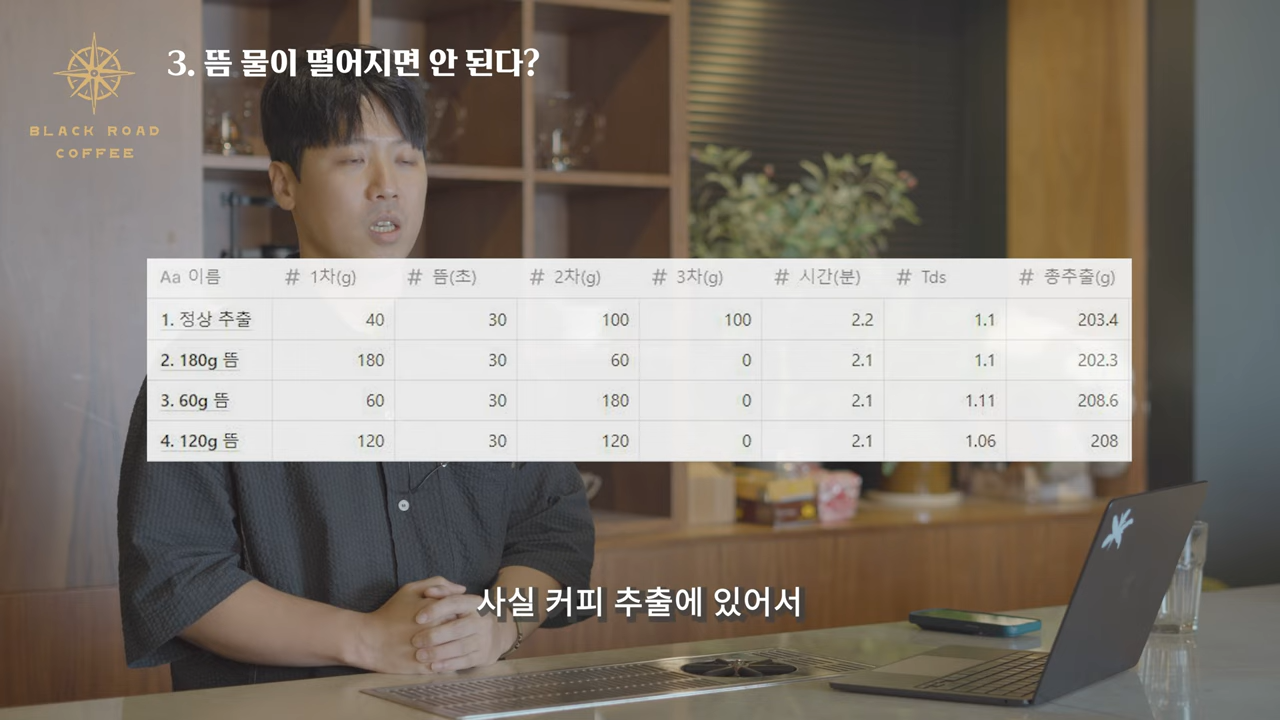 3. 뜸 물이 떨어지면 안 된다?
BLACK ROAD
COFFEE
Aa 이름 # 1차(g) # 뜸(초) # 2차(g) # 3차(g) # 시간(분) # Tds # 총추출(g)
1. 정상 추출 40 30 100 100 2.2 1.1 203.4
2. 180g 뜸 180 30 60 0 2.1 1.1 202.3
3. 60g 뜸 60 30 180 0 2.1 1.11 208.6
4. 120g 뜸 120 30 120 0 2.1 1.06 208
사실 커피 추출에 있어서